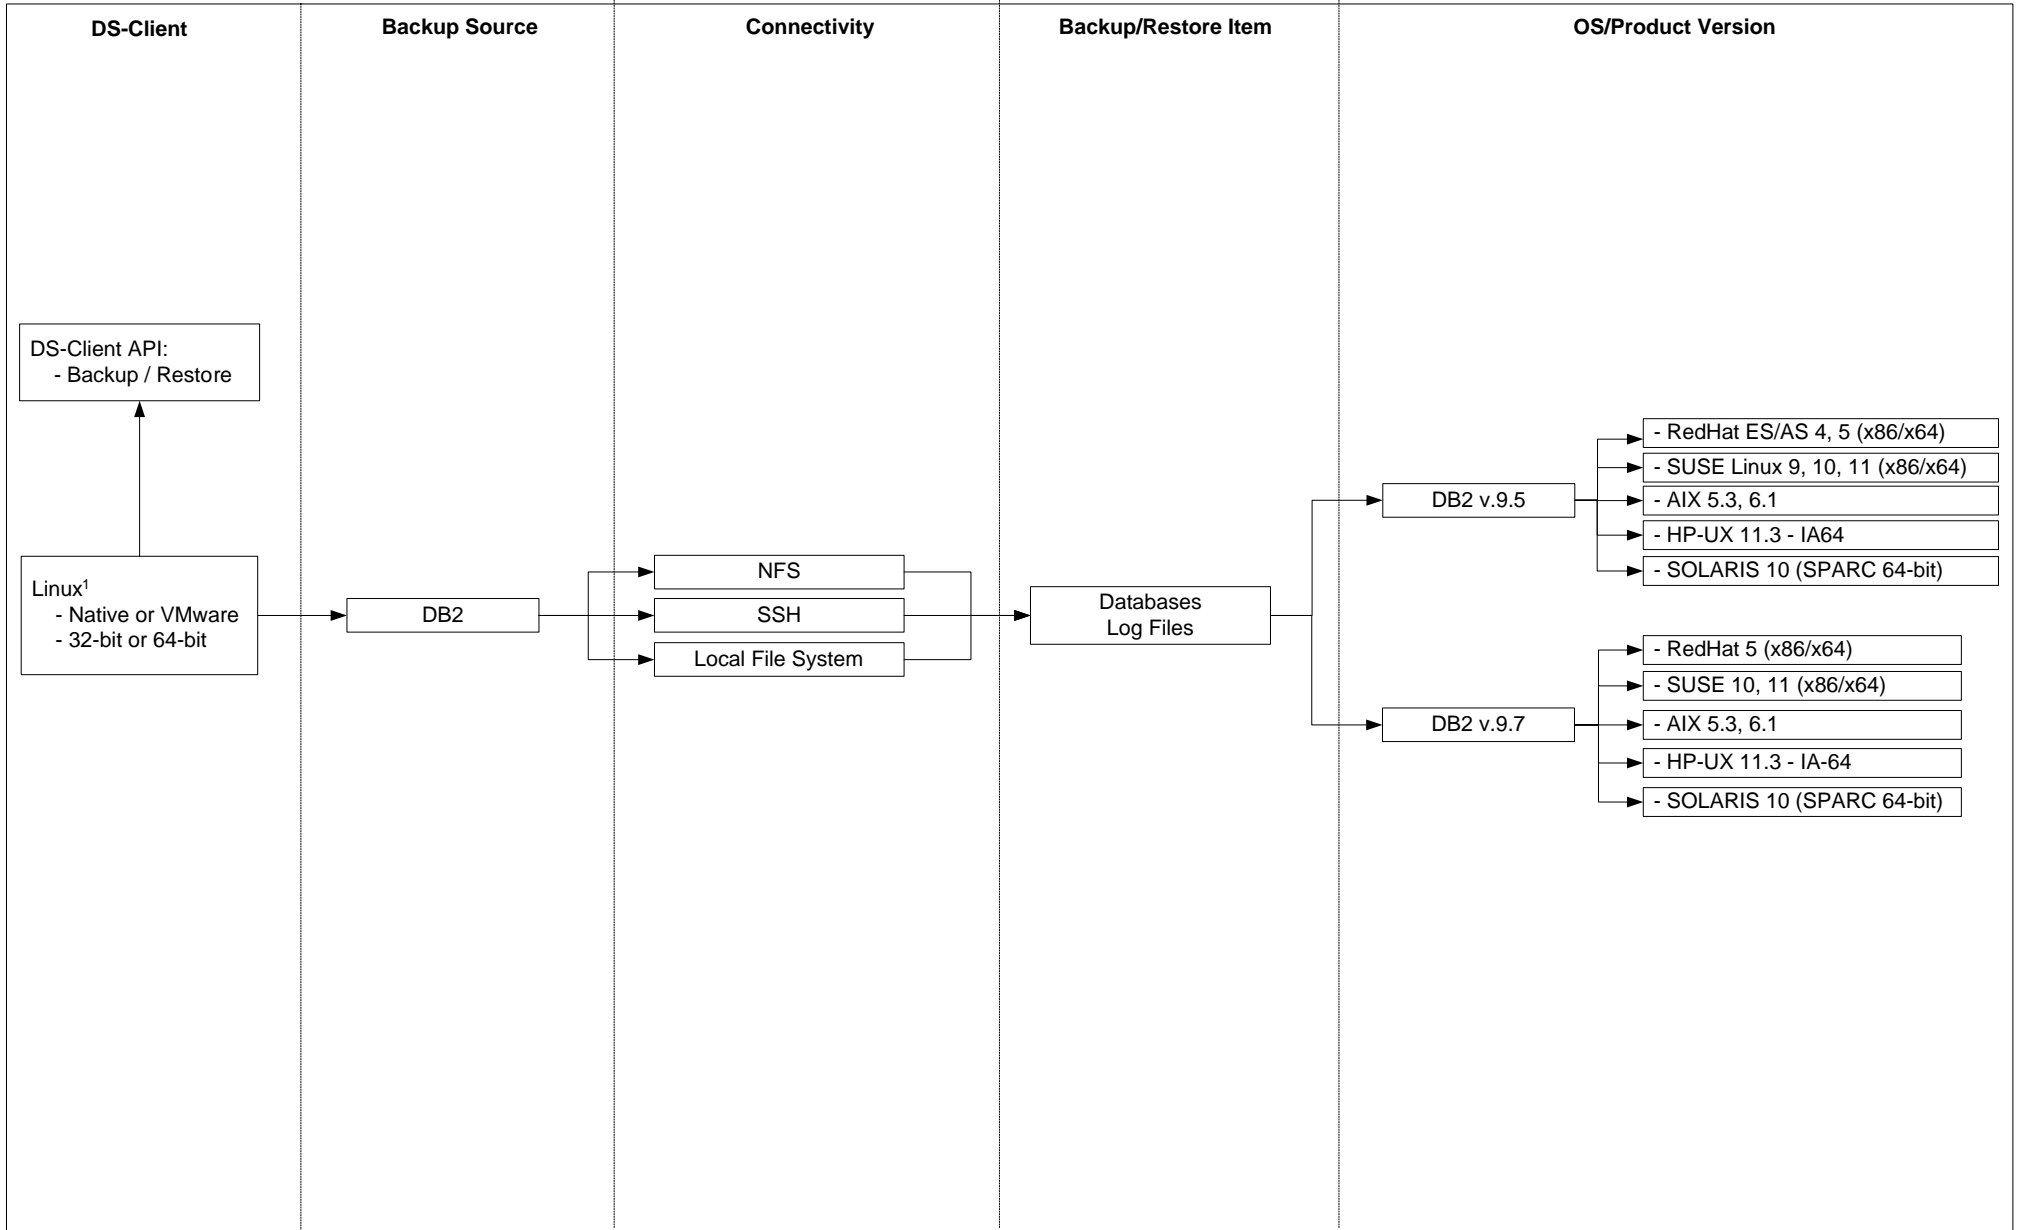 DS-Client
Backup Source
Connectivity
Backup/Restore Item
OS/Product Version
DS-Client API:
- Backup / Restore
Linux¹
- Native or VMware
- 32-bit or 64-bit
DB2
NFS
SSH
Local File System
Databases
Log Files
DB2 v.9.5
- RedHat ES/AS 4, 5 (x86/x64)
- SUSE Linux 9, 10, 11 (x86/x64)
- AIX 5.3, 6.1
- HP-UX 11.3 - IA64
- SOLARIS 10 (SPARC 64-bit)
DB2 v.9.7
- RedHat 5 (x86/x64)
- SUSE 10, 11 (x86/x64)
- AIX 5.3, 6.1
- HP-UX 11.3 - IA-64
- SOLARIS 10 (SPARC 64-bit)